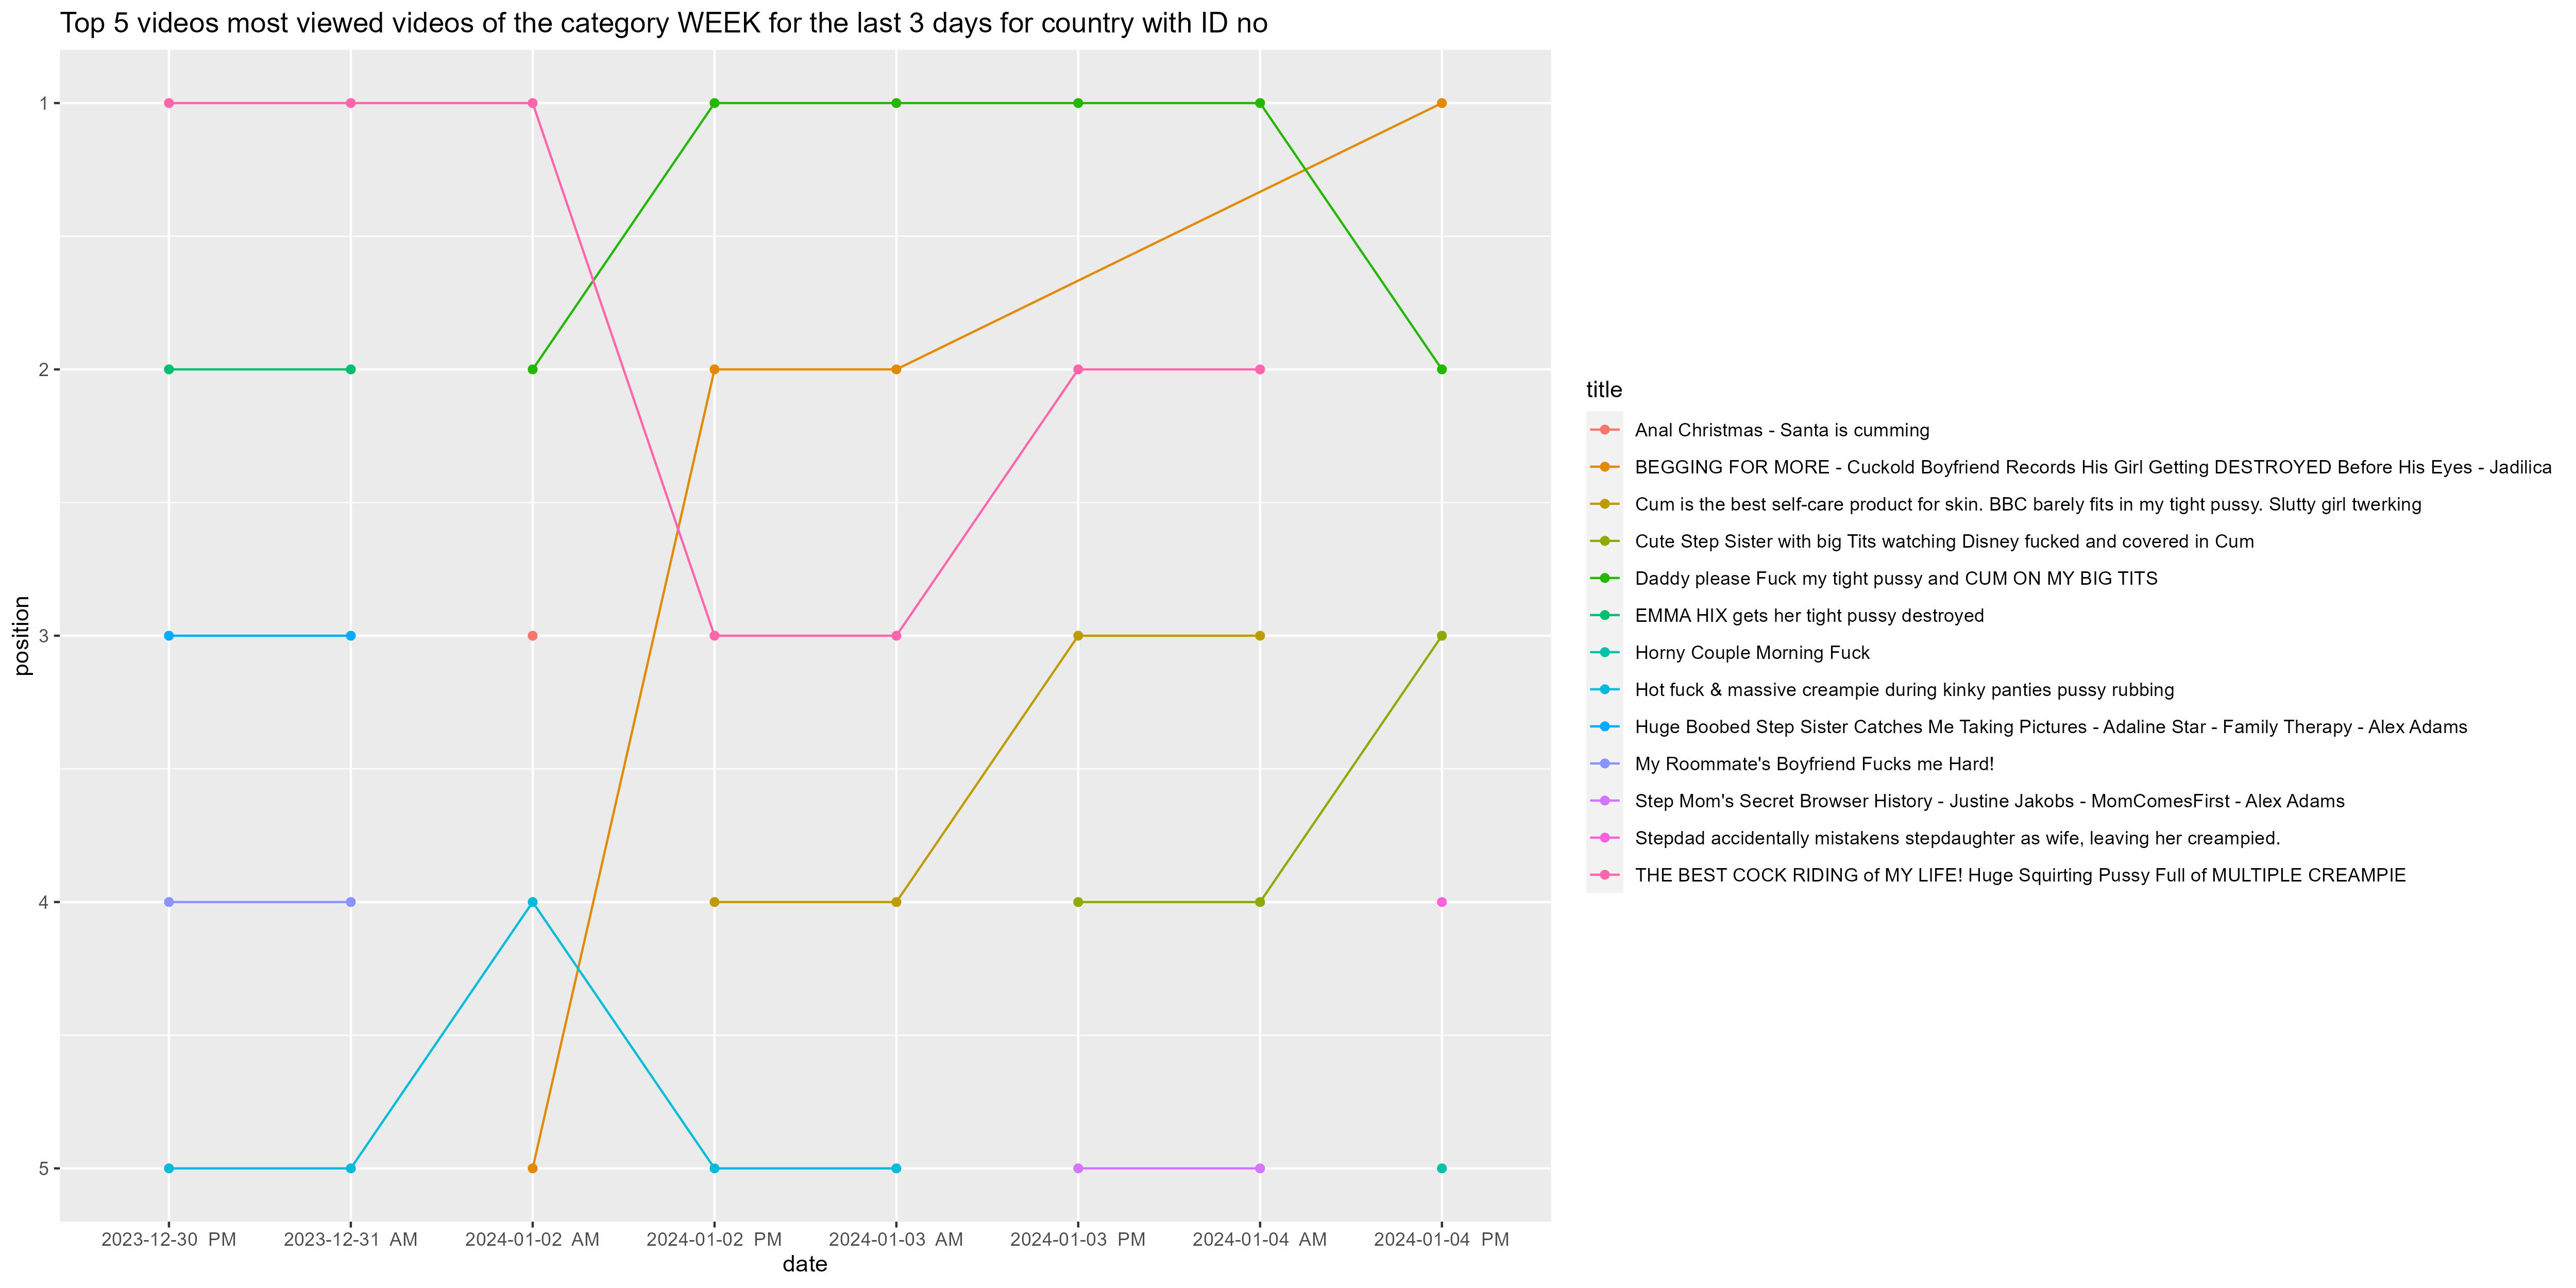 Top 5 videos most viewed videos of the category WEEK for the last 3 days for country with ID no
position
1
2
3
4
5
2023-12-30 PM
2023-12-31 AM
2024-01-02 AM
2024-01-02 PM
2024-01-03 AM
2024-01-03 PM
2024-01-04 AM
2024-01-04 PM
date
title
Anal Christmas - Santa is cumming
BEGGING FOR MORE - Cuckold Boyfriend Records His Girl Getting DESTROYED Before His Eyes - Jadilica
Cum is the best self-care product for skin. BBC barely fits in my tight pussy. Slutty girl twerking
Cute Step Sister with big Tits watching Disney fucked and covered in Cum
Daddy please Fuck my tight pussy and CUM ON MY BIG TITS
EMMA HIX gets her tight pussy destroyed
Horny Couple Morning Fuck
Hot fuck & massive creampie during kinky panties pussy rubbing
Huge Boobed Step Sister Catches Me Taking Pictures - Adaline Star - Family Therapy - Alex Adams
My Roommate's Boyfriend Fucks me Hard!
Step Mom's Secret Browser History - Justine Jakobs - MomComesFirst - Alex Adams
Stepdad accidentally mistakens stepdaughter as wife, leaving her creampied.
THE BEST COCK RIDING of MY LIFE! Huge Squirting Pussy Full of MULTIPLE CREAMPIE